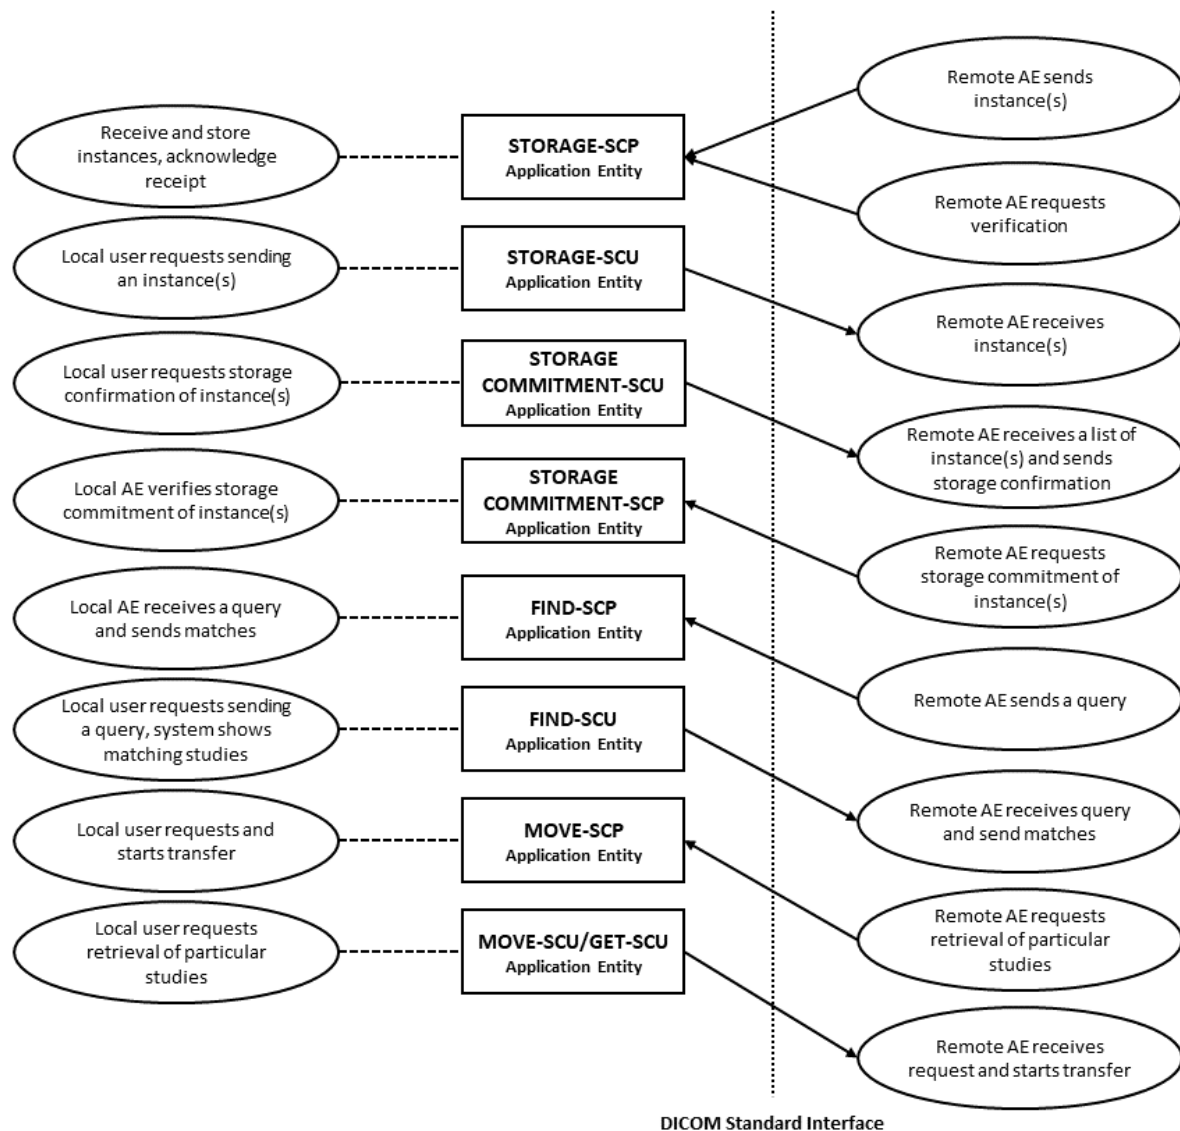 Remote AE sends
instance(s)
Receive and store
instances, acknowledge
receipt
STORAGE-SCP
Application Entity
Remote AE requests
verification
Local user requests sending
an instance(s)
STORAGE-SCU
Application Entity
Remote AE receives
instance(s)
Local user requests storage
confirmation of instance(s)
STORAGE
COMMITMENT-SCU
Application Entity
Remote AE receives a list of
instance(s) and sends
storage confirmation
Local AE verifies storage
commitment of instance(s)
STORAGE
COMMITMENT-SCP
Application Entity
Remote AE requests
storage commitment of
instance(s)
Local AE receives a query
and sends matches
FIND-SCP
Application Entity
Remote AE sends a query
Local user requests sending
a query, system shows
matching studies
FIND-SCU
Application Entity
Remote AE receives query
and send matches
Local user requests and
starts transfer
MOVE-SCP
Application Entity
Remote AE requests
retrieval of particular
studies
Local user requests
retrieval of particular
studies
MOVE-SCU/GET-SCU
Application Entity
Remote AE receives
request and starts transfer
DICOM Standard Interface